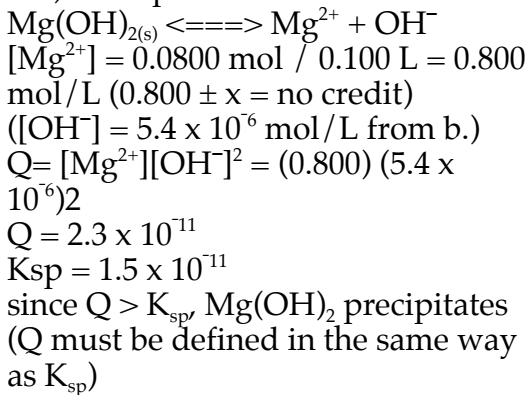 Mg(OH)₂₍ₛ₎ <===> Mg²⁺ + OH⁻
[Mg²⁺] = 0.0800 mol / 0.100 L = 0.800
mol/L (0.800 ± x = no credit)
([OH⁻] = 5.4 x 10⁻⁶ mol/L from b.)
Q= [Mg²⁺][OH⁻]² = (0.800) (5.4 x
10⁻⁶)2
Q = 2.3 x 10⁻¹¹
Ksp = 1.5 x 10⁻¹¹
since Q > Kₛₚ, Mg(OH)₂ precipitates
(Q must be defined in the same way
as Kₛₚ)